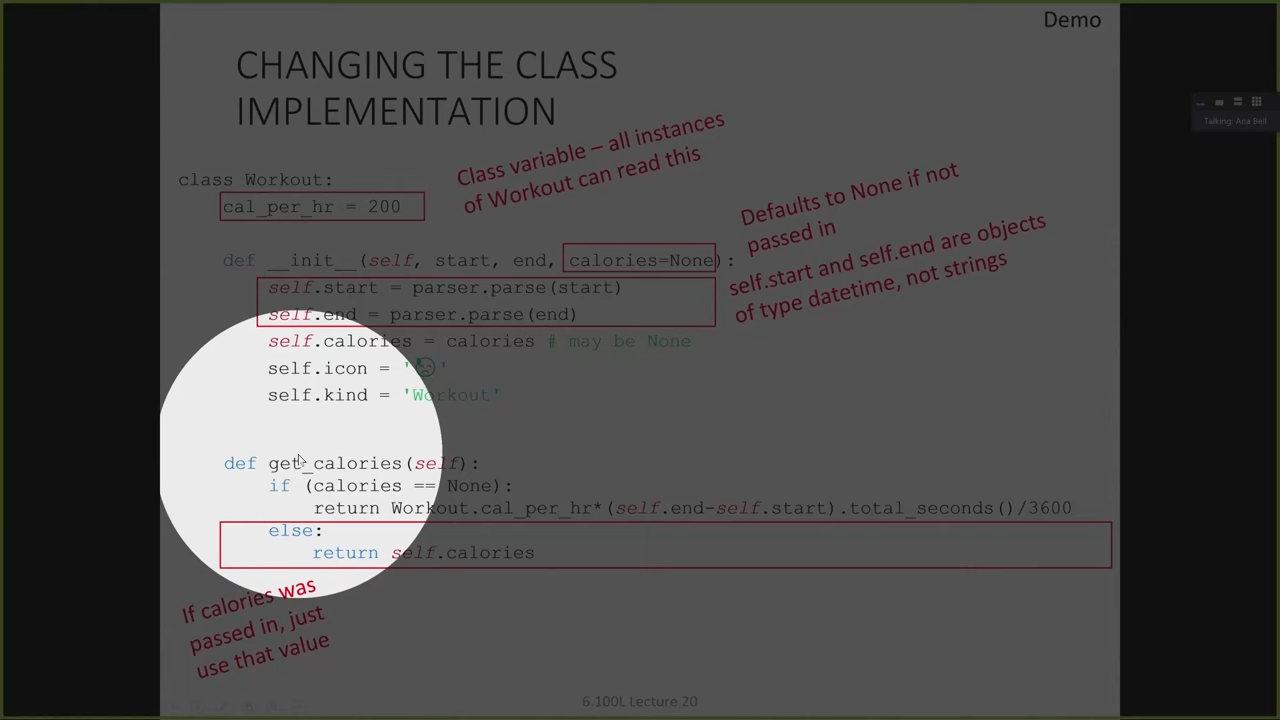 Demo
CHANGING THE CLASS
IMPLEMENTATION
Talking: Ana Bell
Class variable – all instances
of Workout can read this
class Workout:
cal_per_hr = 200
Defaults to None if not
passed in
def __init__(self, start, end, calories=None):
self.start = parser.parse(start)
self.end = parser.parse(end)
self.start and self.end are objects
of type datetime, not strings
self.calories = calories # may be None
self.icon = '😓'
self.kind = 'Workout'
def get_calories(self):
if (calories == None):
return Workout.cal_per_hr*(self.end-self.start).total_seconds()/3600
else:
return self.calories
If calories was
passed in, just
use that value
6.100L Lecture 20